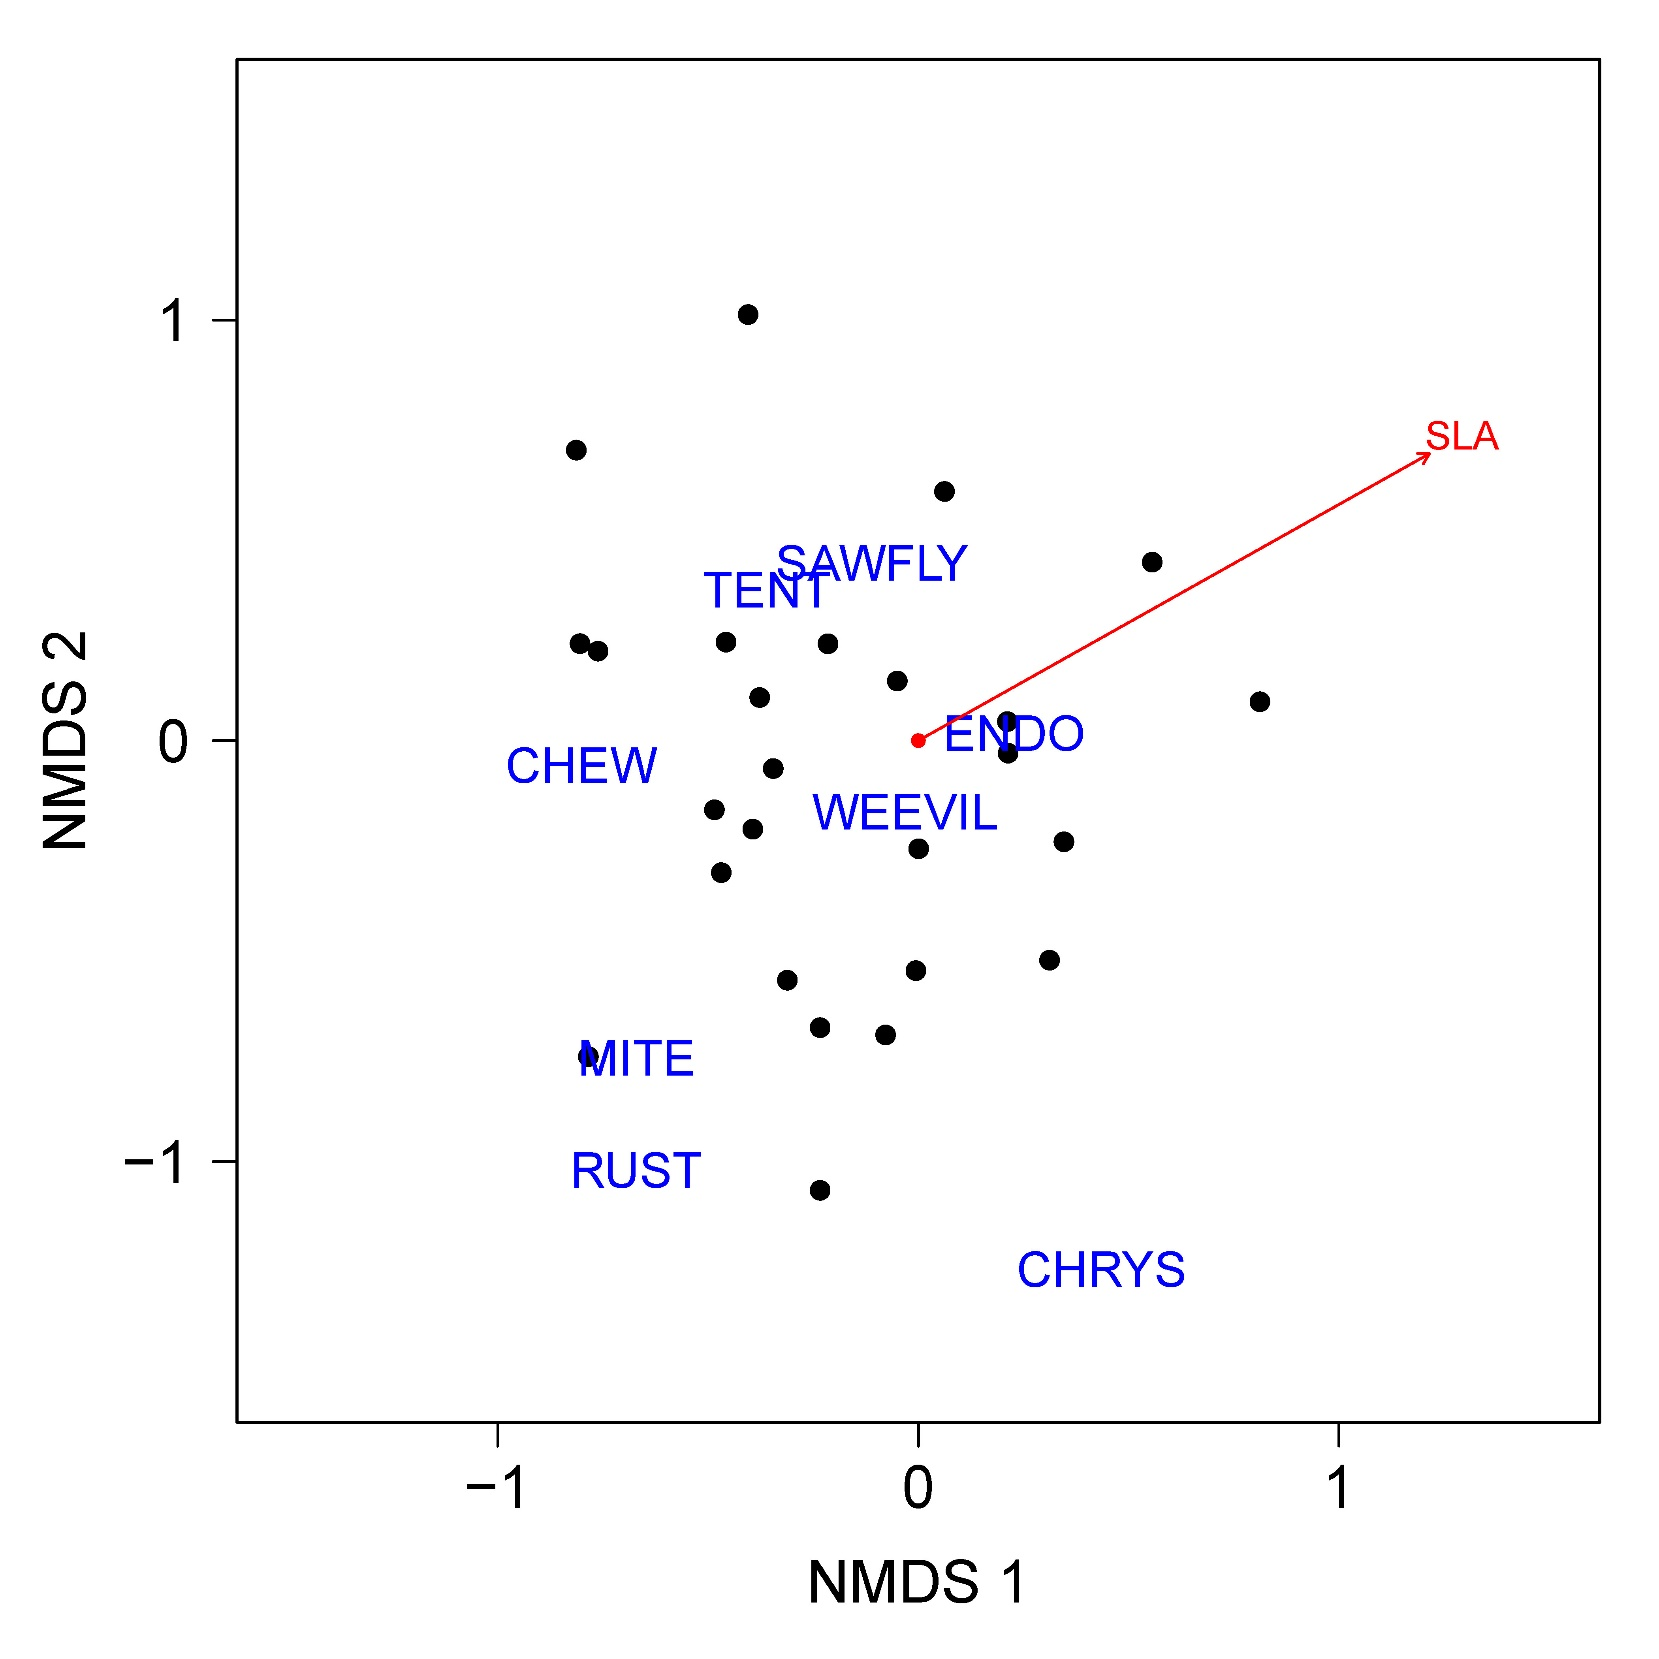 1
SLA
SAWFLY
TENT
NMDS 2
0
ENDO
CHEW
WEEVIL
MITE
−1
RUST
CHRYS
−1 0 1
NMDS 1